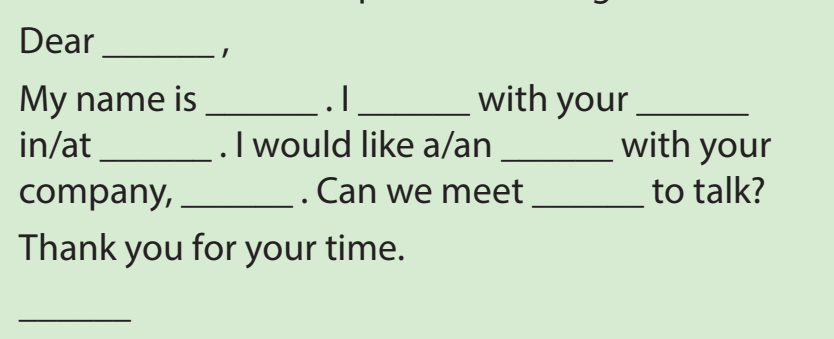 Dear ______ ,
My name is ______ . I ______ with your ______
in/at ______ . I would like a/an ______ with your
company, ______ . Can we meet ______ to talk?
Thank you for your time.
______